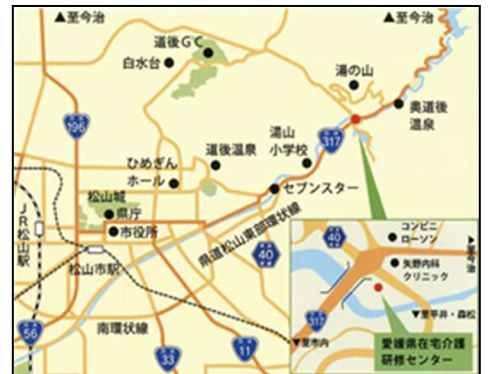 ▲至今治
▲至今治
道後GC
白水台
湯の山
奥道後
温泉
196
317
湯山
小学校
道後温泉
ひめぎん
ホール
セブンスター
松山城
県庁
市役所
JR松山駅
松山市駅
県道松山東部環状線
40
南環状線
56
33
11
40
コンビニ
ローソン
▲至今治
矢野内科
クリニック
317
▼至市内
▼至平井・森松
愛媛県在宅介護
研修センター